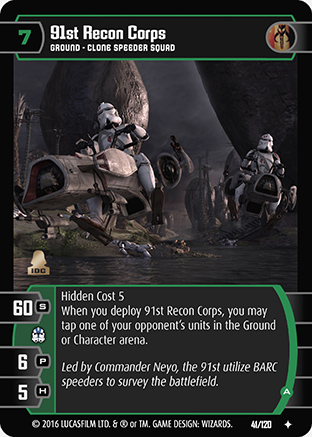 7
91st Recon Corps
GROUND - CLONE SPEEDER SQUAD
IDC
60 S
6 P
5 H
Hidden Cost 5
When you deploy 91st Recon Corps, you may
tap one of your opponent's units in the Ground
or Character arena.
Led by Commander Neyo, the 91st utilize BARC
speeders to survey the battlefield.
A
© 2016 LUCASFILM LTD. & ® or TM. GAME DESIGN: WIZARDS.
41/120